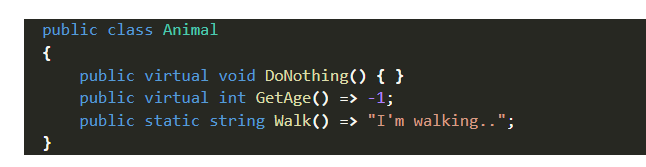 public class Animal
{
    public virtual void DoNothing() { }
    public virtual int GetAge() => -1;
    public static string Walk() => "I'm walking..";
}